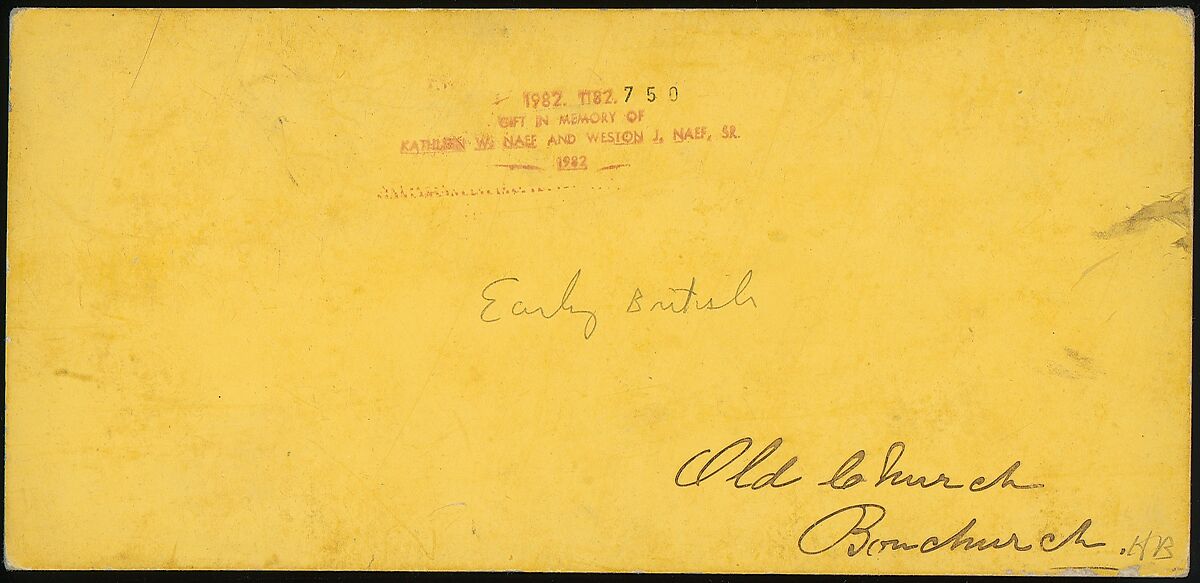 1982. 1182. 750
GIFT IN MEMORY OF
KATHLEEN W. NAEF AND WESTON J. NAEF, SR.
1982
Early British
Old Church
Bonchurch. HB